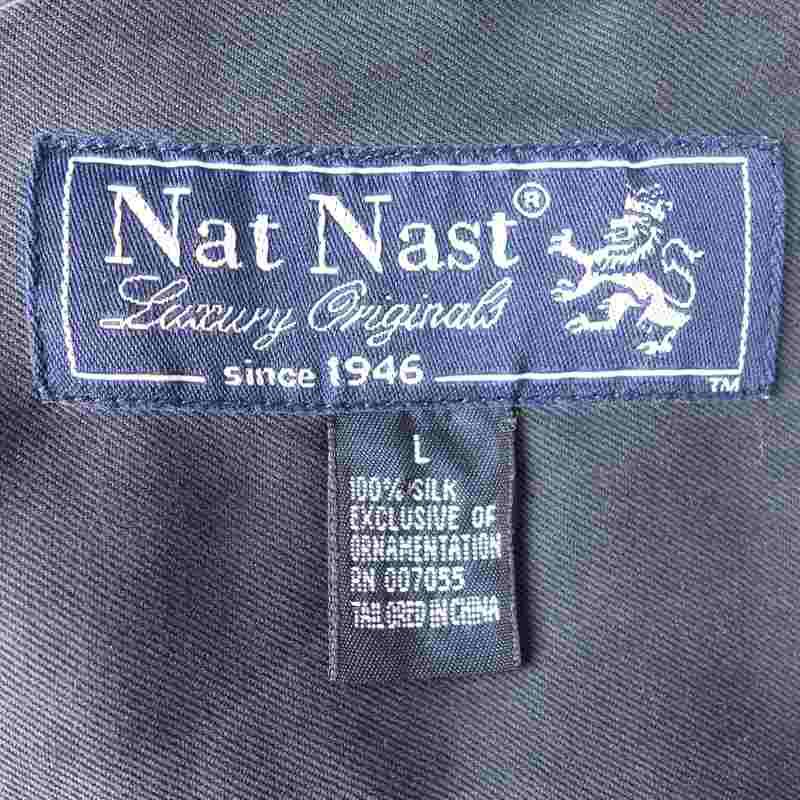 Nat Nast®
Luxury Originals
since 1946
TM
L
100% SILK
EXCLUSIVE OF
ORNAMENTATION
RN 007055
TAILORED IN CHINA